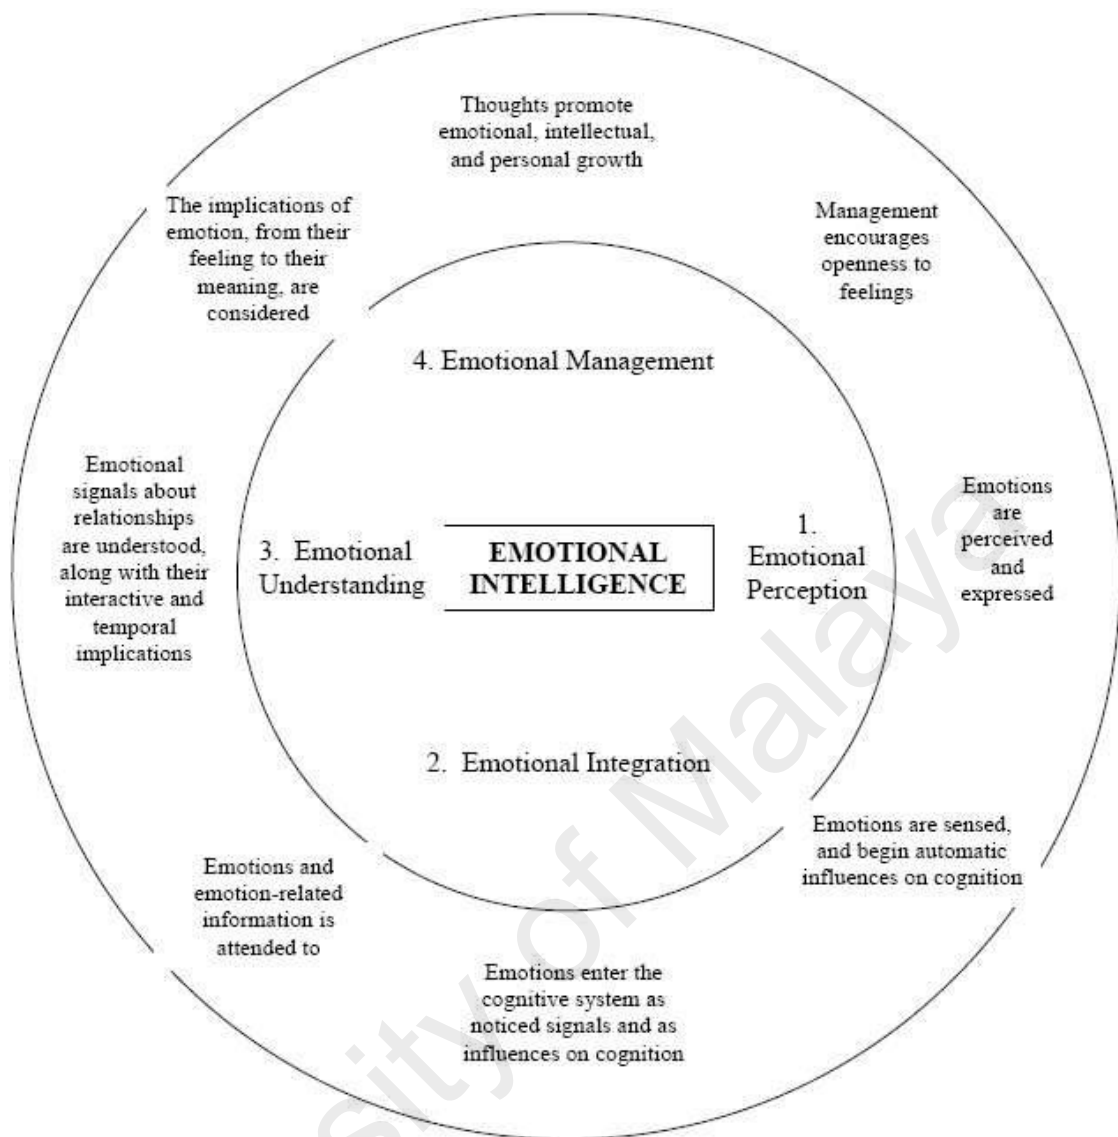 Thoughts promote
emotional, intellectual,
and personal growth
The implications of
emotion, from their
feeling to their
meaning, are
considered
Management
encourages
openness to
feelings
4. Emotional Management
Emotional
signals about
relationships
are understood,
along with their
interactive and
temporal
implications
3. Emotional
Understanding
EMOTIONAL
INTELLIGENCE
1.
Emotional
Perception
Emotions
are
perceived
and
expressed
2. Emotional Integration
Emotions are sensed,
and begin automatic
influences on cognition
Emotions and
emotion-related
information is
attended to
Emotions enter the
cognitive system as
noticed signals and as
influences on cognition
sity of Malaya